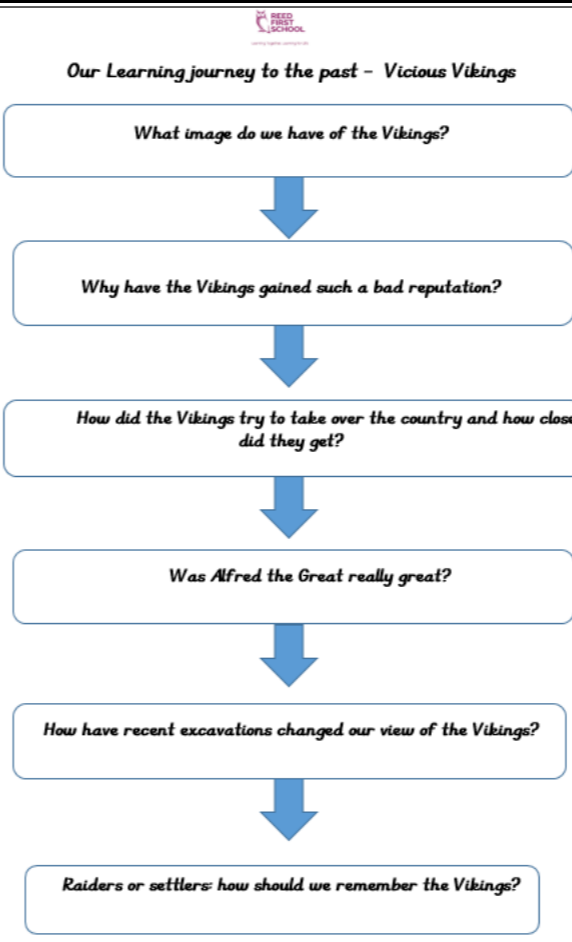 REED
FIRST
SCHOOL
Our Learning journey to the past – Vicious Vikings
What image do we have of the Vikings?
Why have the Vikings gained such a bad reputation?
How did the Vikings try to take over the country and how close
did they get?
Was Alfred the Great really great?
How have recent excavations changed our view of the Vikings?
Raiders or settlers: how should we remember the Vikings?